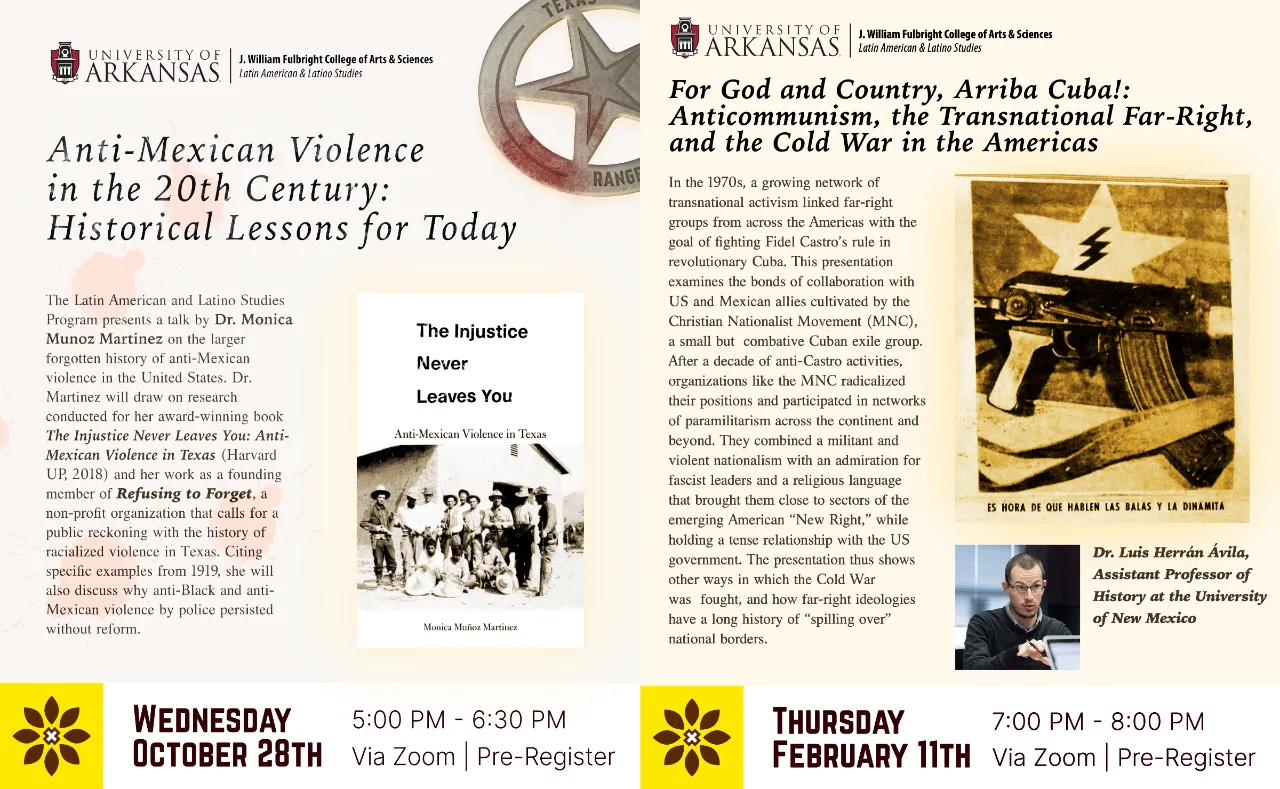 TEXAS
RANGE
UNIVERSITY OF
ARKANSAS
J. William Fulbright College of Arts & Sciences
Latin American & Latino Studies
Anti-Mexican Violence
in the 20th Century:
Historical Lessons for Today
The Latin American and Latino Studies
Program presents a talk by Dr. Monica
Munoz Martinez on the larger
forgotten history of anti-Mexican
violence in the United States. Dr.
Martinez will draw on research
conducted for her award-winning book
The Injustice Never Leaves You: Anti-
Mexican Violence in Texas (Harvard
UP, 2018) and her work as a founding
member of Refusing to Forget, a
non-profit organization that calls for a
public reckoning with the history of
racialized violence in Texas. Citing
specific examples from 1919, she will
also discuss why anti-Black and anti-
Mexican violence by police persisted
without reform.
The Injustice
Never
Leaves You
Anti-Mexican Violence in Texas
Monica Muñoz Martinez
WEDNESDAY
OCTOBER 28TH
5:00 PM - 6:30 PM
Via Zoom | Pre-Register
UNIVERSITY OF
ARKANSAS
J. William Fulbright College of Arts & Sciences
Latin American & Latino Studies
For God and Country, Arriba Cuba!:
Anticommunism, the Transnational Far-Right,
and the Cold War in the Americas
In the 1970s, a growing network of
transnational activism linked far-right
groups from across the Americas with the
goal of fighting Fidel Castro's rule in
revolutionary Cuba. This presentation
examines the bonds of collaboration with
US and Mexican allies cultivated by the
Christian Nationalist Movement (MNC),
a small but combative Cuban exile group.
After a decade of anti-Castro activities,
organizations like the MNC radicalized
their positions and participated in networks
of paramilitarism across the continent and
beyond. They combined a militant and
violent nationalism with an admiration for
fascist leaders and a religious language
that brought them close to sectors of the
emerging American “New Right,” while
holding a tense relationship with the US
government. The presentation thus shows
other ways in which the Cold War
was fought, and how far-right ideologies
have a long history of “spilling over”
national borders.
ES HORA DE QUE HABLEN LAS BALAS Y LA DINAMITA
Dr. Luis Herrán Ávila,
Assistant Professor of
History at the University
of New Mexico
THURSDAY
FEBRUARY 11TH
7:00 PM - 8:00 PM
Via Zoom | Pre-Register